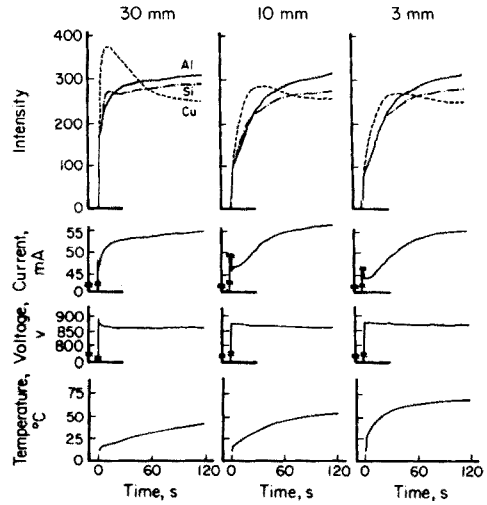 30 mm 10 mm 3 mm
400
300
200
100
0
Intensity
Al
Si
Cu
55
50
45
0
Current, mA
900
850
800
0
Voltage, v
75
50
25
0
Temperature, °C
0 60 120 0 60 120 0 60 120
Time, s Time, s Time, s